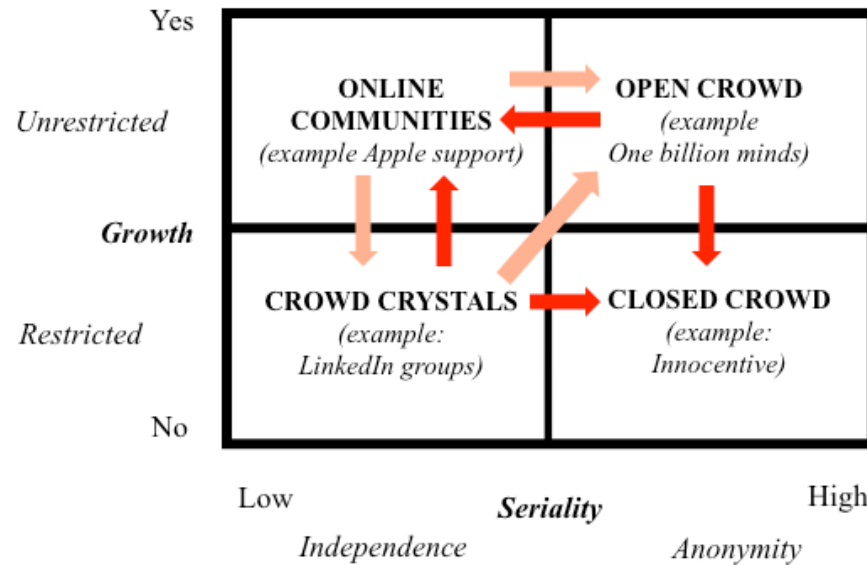 Yes
ONLINE
COMMUNITIES
(example Apple support)
OPEN CROWD
(example
One billion minds)
Unrestricted
Growth
CROWD CRYSTALS
(example:
LinkedIn groups)
CLOSED CROWD
(example:
Innocentive)
Restricted
No
Low
Seriality
High
Independence
Anonymity